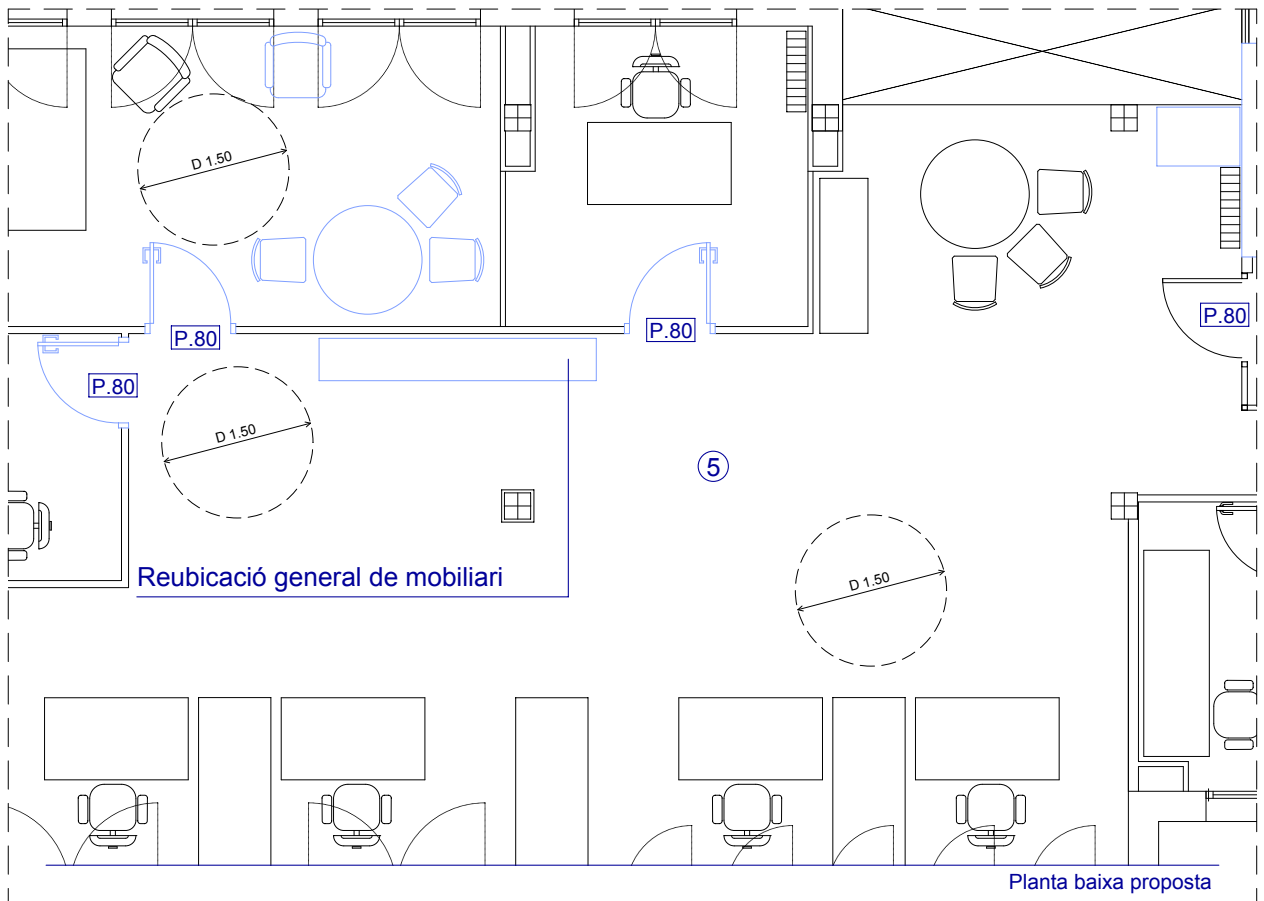 D 1.50
P.80
P.80
P.80
P.80
D 1.50
5
Reubicació general de mobiliari
D 1.50
Planta baixa proposta